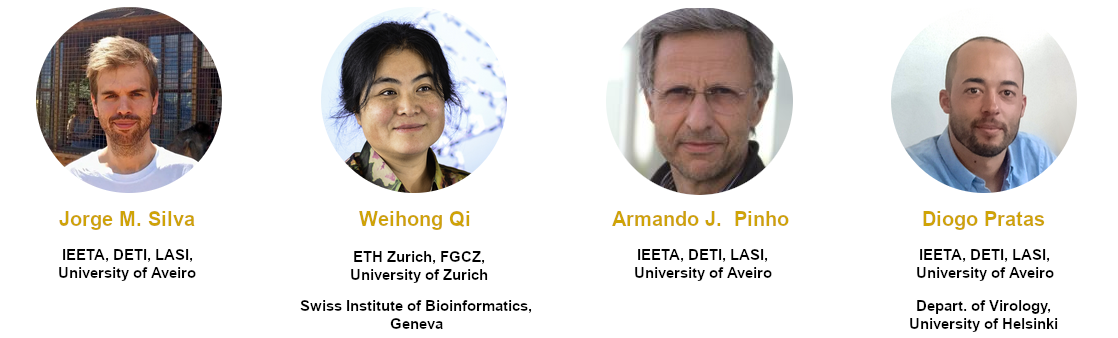 Jorge M. Silva
IEETA, DETI, LASI,
University of Aveiro
Weihong Qi
ETH Zurich, FGCZ,
University of Zurich
Swiss Institute of Bioinformatics,
Geneva
Armando J. Pinho
IEETA, DETI, LASI,
University of Aveiro
Diogo Pratas
IEETA, DETI, LASI,
University of Aveiro
Depart. of Virology,
University of Helsinki